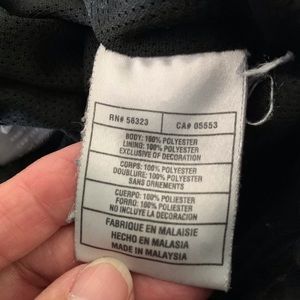 RN# 56323 CA# 05553
BODY: 100% POLYESTER
LINING: 100% POLYESTER
EXCLUSIVE OF DECORATION
CORPS: 100% POLYESTER
DOUBLURE: 100% POLYESTER
SANS ORNEMENTS
CUERPO: 100% POLIESTER
FORRO: 100% POLIESTER
NO INCLUYE LA DECORACION
FABRIQUE EN MALAISIE
HECHO EN MALASIA
MADE IN MALAYSIA